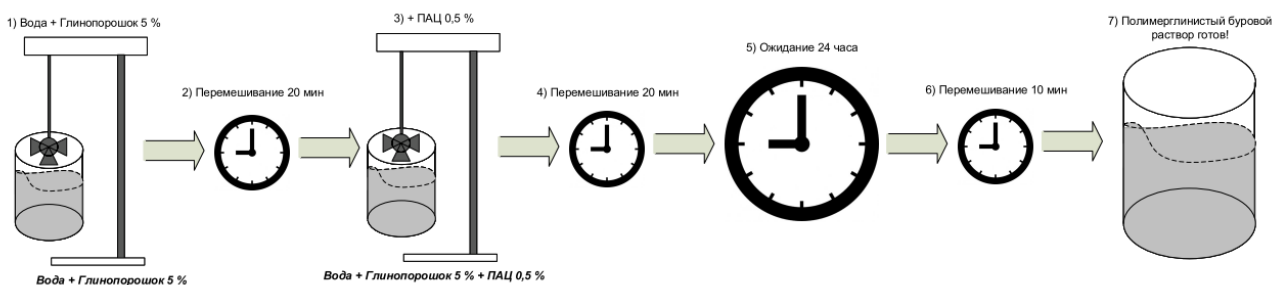 1) Вода + Глинопорошок 5 %
2) Перемешивание 20 мин
3) + ПАЦ 0,5 %
4) Перемешивание 20 мин
5) Ожидание 24 часа
6) Перемешивание 10 мин
7) Полимерглинистый буровой
раствор готов!
Вода + Глинопорошок 5 %
Вода + Глинопорошок 5 % + ПАЦ 0,5 %